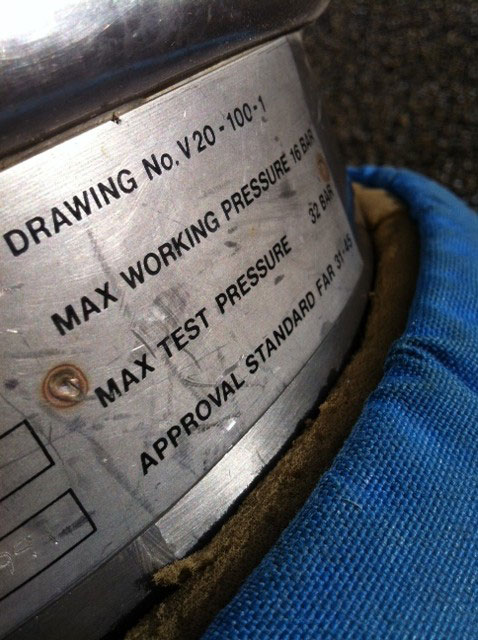 DRAWING No. V20-100-1
MAX WORKING PRESSURE 16 BAR
MAX TEST PRESSURE 32 BAR
APPROVAL STANDARD FAR 31-45